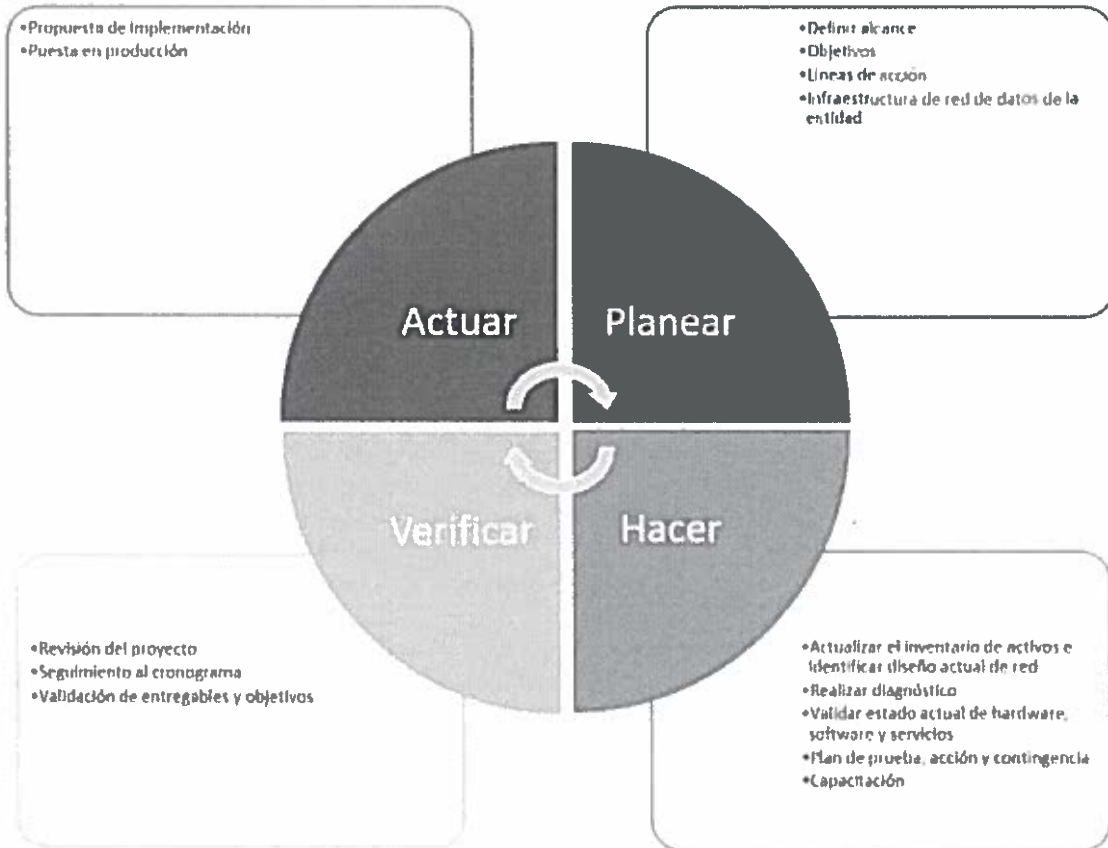 •Propuesta de Implementación
•Puesta en producción
•Definir alcance
•Objetivos
•Líneas de acción
•Infraestructura de red de datos de la
entidad
Actuar
Planear
Verificar
Hacer
•Revisión del proyecto
•Seguimiento al cronograma
•Validación de entregables y objetivos
•Actualizar el inventario de activos e
identificar diseño actual de red
•Realizar diagnóstico
•Validar estado actual de hardware,
software y servicios
•Plan de prueba, acción y contingencia
•Capacitación